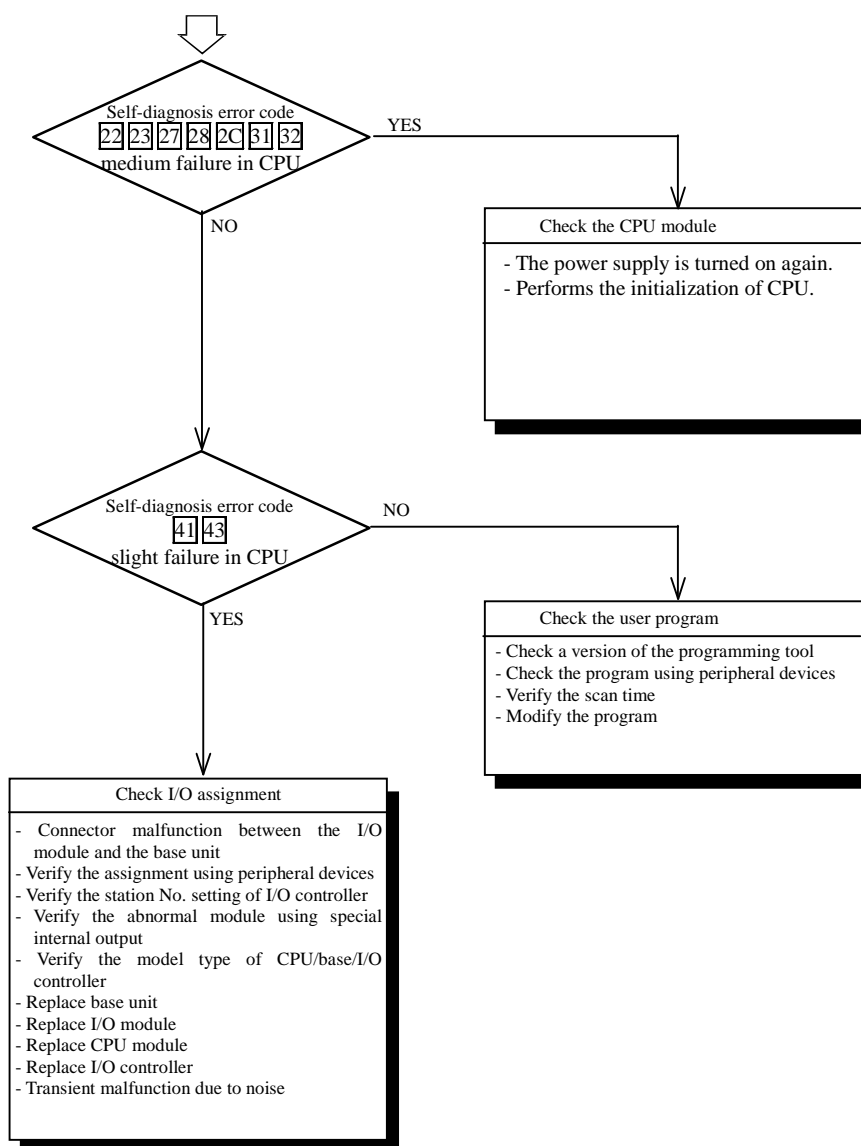 Self-diagnosis error code
22 23 27 28 2C 31 32
medium failure in CPU
YES
NO
Check the CPU module
- The power supply is turned on again.
- Performs the initialization of CPU.
Self-diagnosis error code
41 43
slight failure in CPU
NO
YES
Check the user program
- Check a version of the programming tool
- Check the program using peripheral devices
- Verify the scan time
- Modify the program
Check I/O assignment
- Connector malfunction between the I/O
module and the base unit
- Verify the assignment using peripheral devices
- Verify the station No. setting of I/O controller
- Verify the abnormal module using special
internal output
- Verify the model type of CPU/base/I/O
controller
- Replace base unit
- Replace I/O module
- Replace CPU module
- Replace I/O controller
- Transient malfunction due to noise